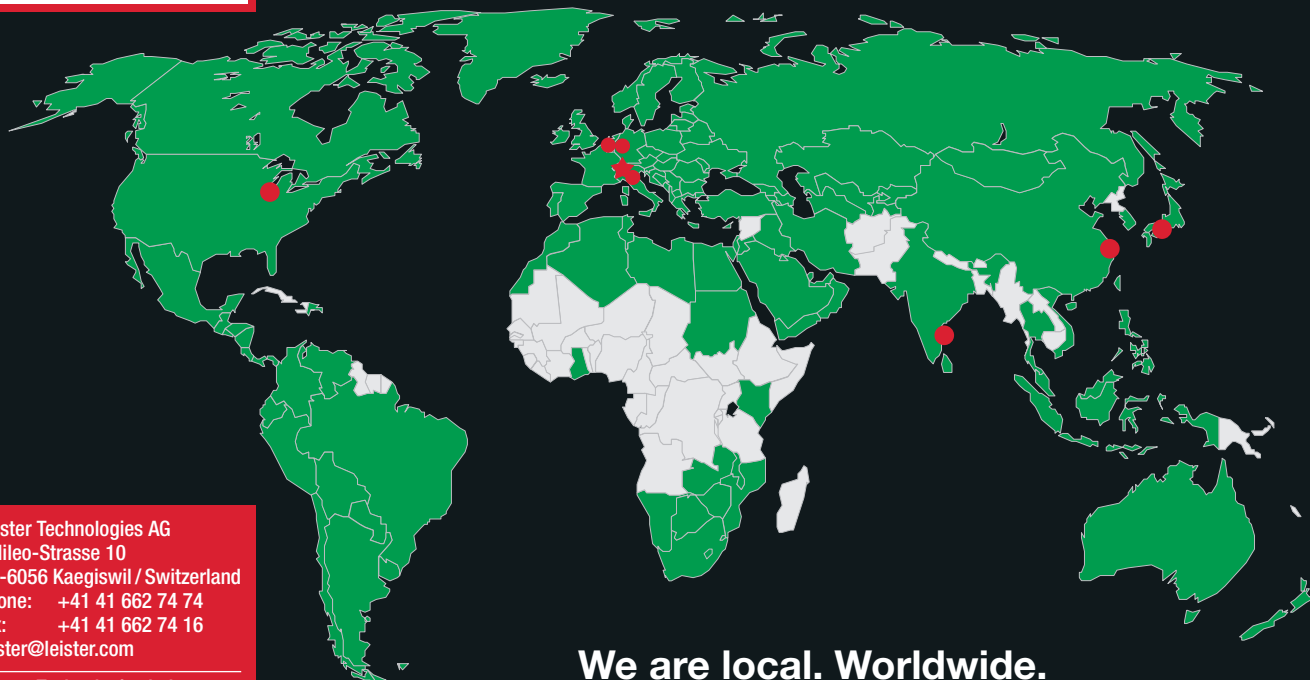 ster Technologies AG
lileo-Strasse 10
-6056 Kaegiswil / Switzerland
one: +41 41 662 74 74
: +41 41 662 74 16
ster@leister.com
We are local. Worldwide.